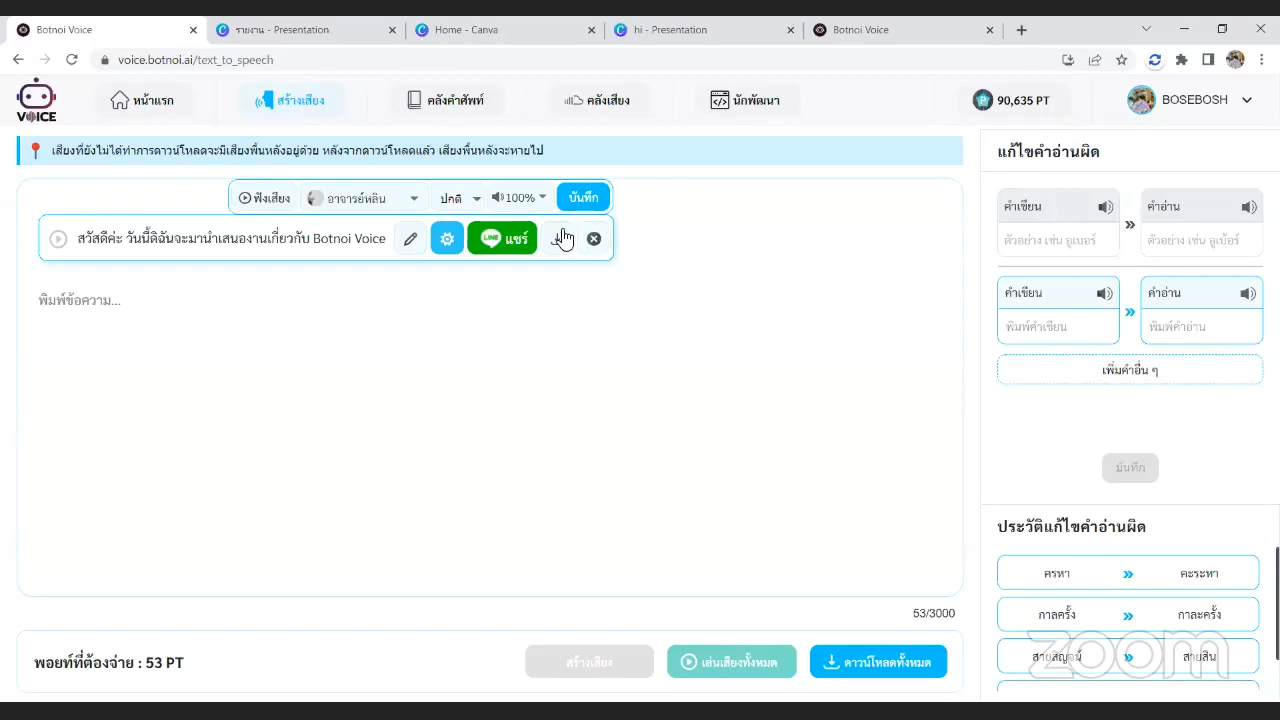 Botnoi Voice
รายงาน - Presentation
Home - Canva
hi - Presentation
Botnoi Voice
voice.botnoi.ai/text_to_speech
VOICE
หน้าแรก
สร้างเสียง
คลังคำศัพท์
คลังเสียง
นักพัฒนา
90,635 PT
BOSEBOSH
เสียงที่ยังไม่ได้ทำการดาวน์โหลดจะมีเสียงพื้นหลังอยู่ด้วย หลังจากดาวน์โหลดแล้ว เสียงพื้นหลังจะหายไป
ฟังเสียง อาจารย์หลิน ปกติ 100% บันทึก
สวัสดีค่ะ วันนี้ดิฉันจะมานำเสนองานเกี่ยวกับ Botnoi Voice LINE แชร์
พิมพ์ข้อความ...
53/3000
พอยท์ที่ต้องจ่าย : 53 PT
สร้างเสียง
เล่นเสียงทั้งหมด
ดาวน์โหลดทั้งหมด
แก้ไขคำอ่านผิด
คำเขียน » คำอ่าน
ตัวอย่าง เช่น อูเบอร์ ตัวอย่าง เช่น อูเบ้อร์
คำเขียน » คำอ่าน
พิมพ์คำเขียน พิมพ์คำอ่าน
เพิ่มคำอื่น ๆ
บันทึก
ประวัติแก้ไขคำอ่านผิด
ครหา » คะระหา
กาลครั้ง » กาละครั้ง
สายสิญจน์ » สายสิน
zoom